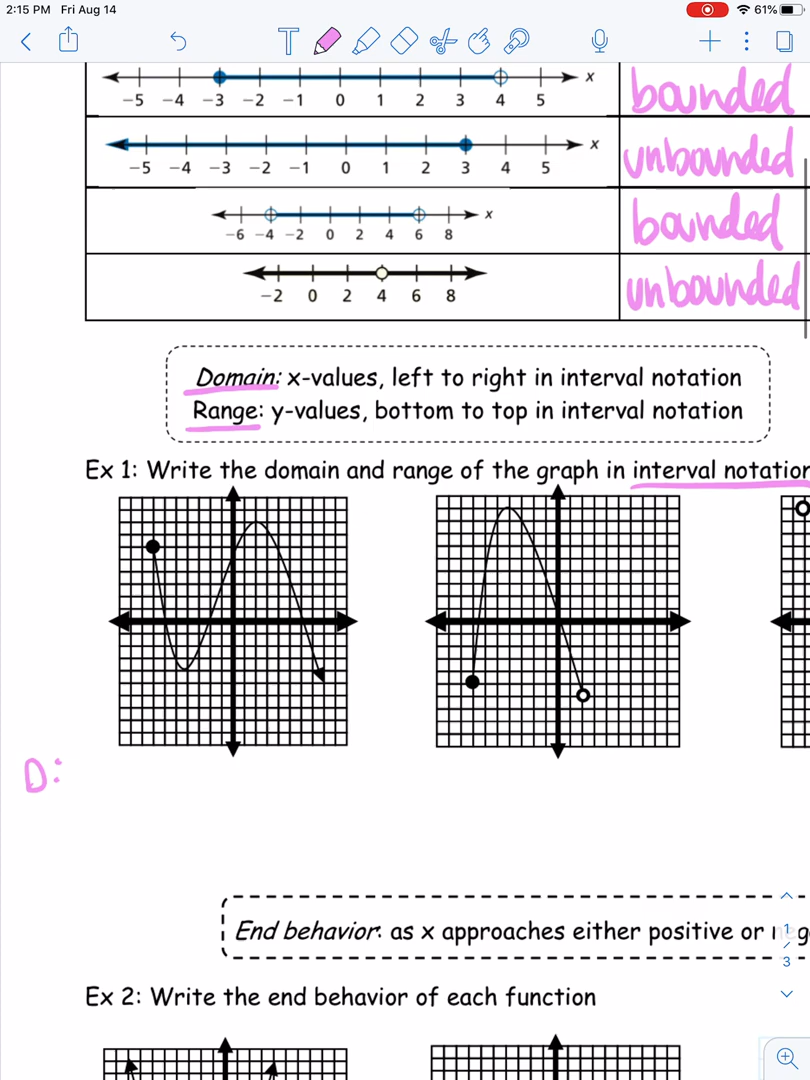 2:15 PM Fri Aug 14 61%
x
-5 -4 -3 -2 -1 0 1 2 3 4 5
bounded
x
-5 -4 -3 -2 -1 0 1 2 3 4 5
unbounded
x
-6 -4 -2 0 2 4 6 8
bounded
-2 0 2 4 6 8
unbounded
Domain: x-values, left to right in interval notation
Range: y-values, bottom to top in interval notation
Ex 1: Write the domain and range of the graph in interval notation
D:
End behavior: as x approaches either positive or
1
/
3
Ex 2: Write the end behavior of each function